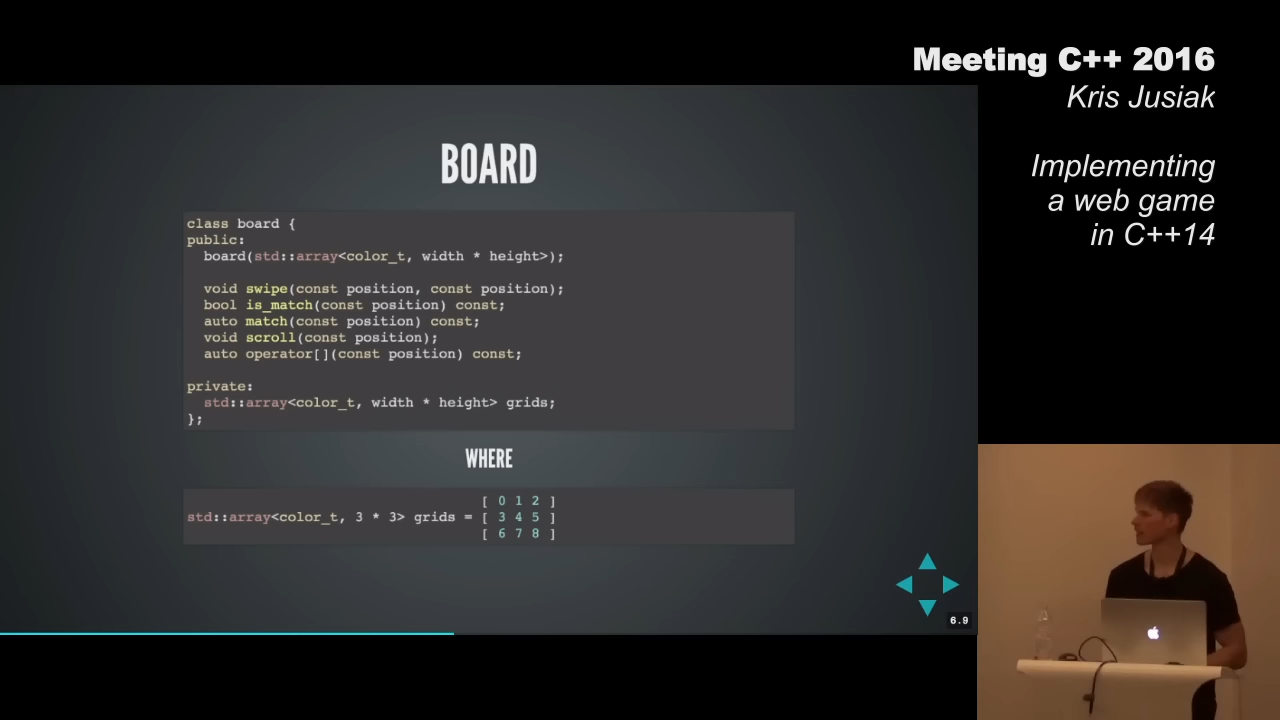 Meeting C++ 2016
Kris Jusiak
Implementing
a web game
in C++14
BOARD
class board {
public:
  board(std::array<color_t, width * height>);
  void swipe(const position, const position);
  bool is_match(const position) const;
  auto match(const position) const;
  void scroll(const position);
  auto operator[](const position) const;
private:
  std::array<color_t, width * height> grids;
};
WHERE
[ 0 1 2 ]
std::array<color_t, 3 * 3> grids = [ 3 4 5 ]
[ 6 7 8 ]
6.9